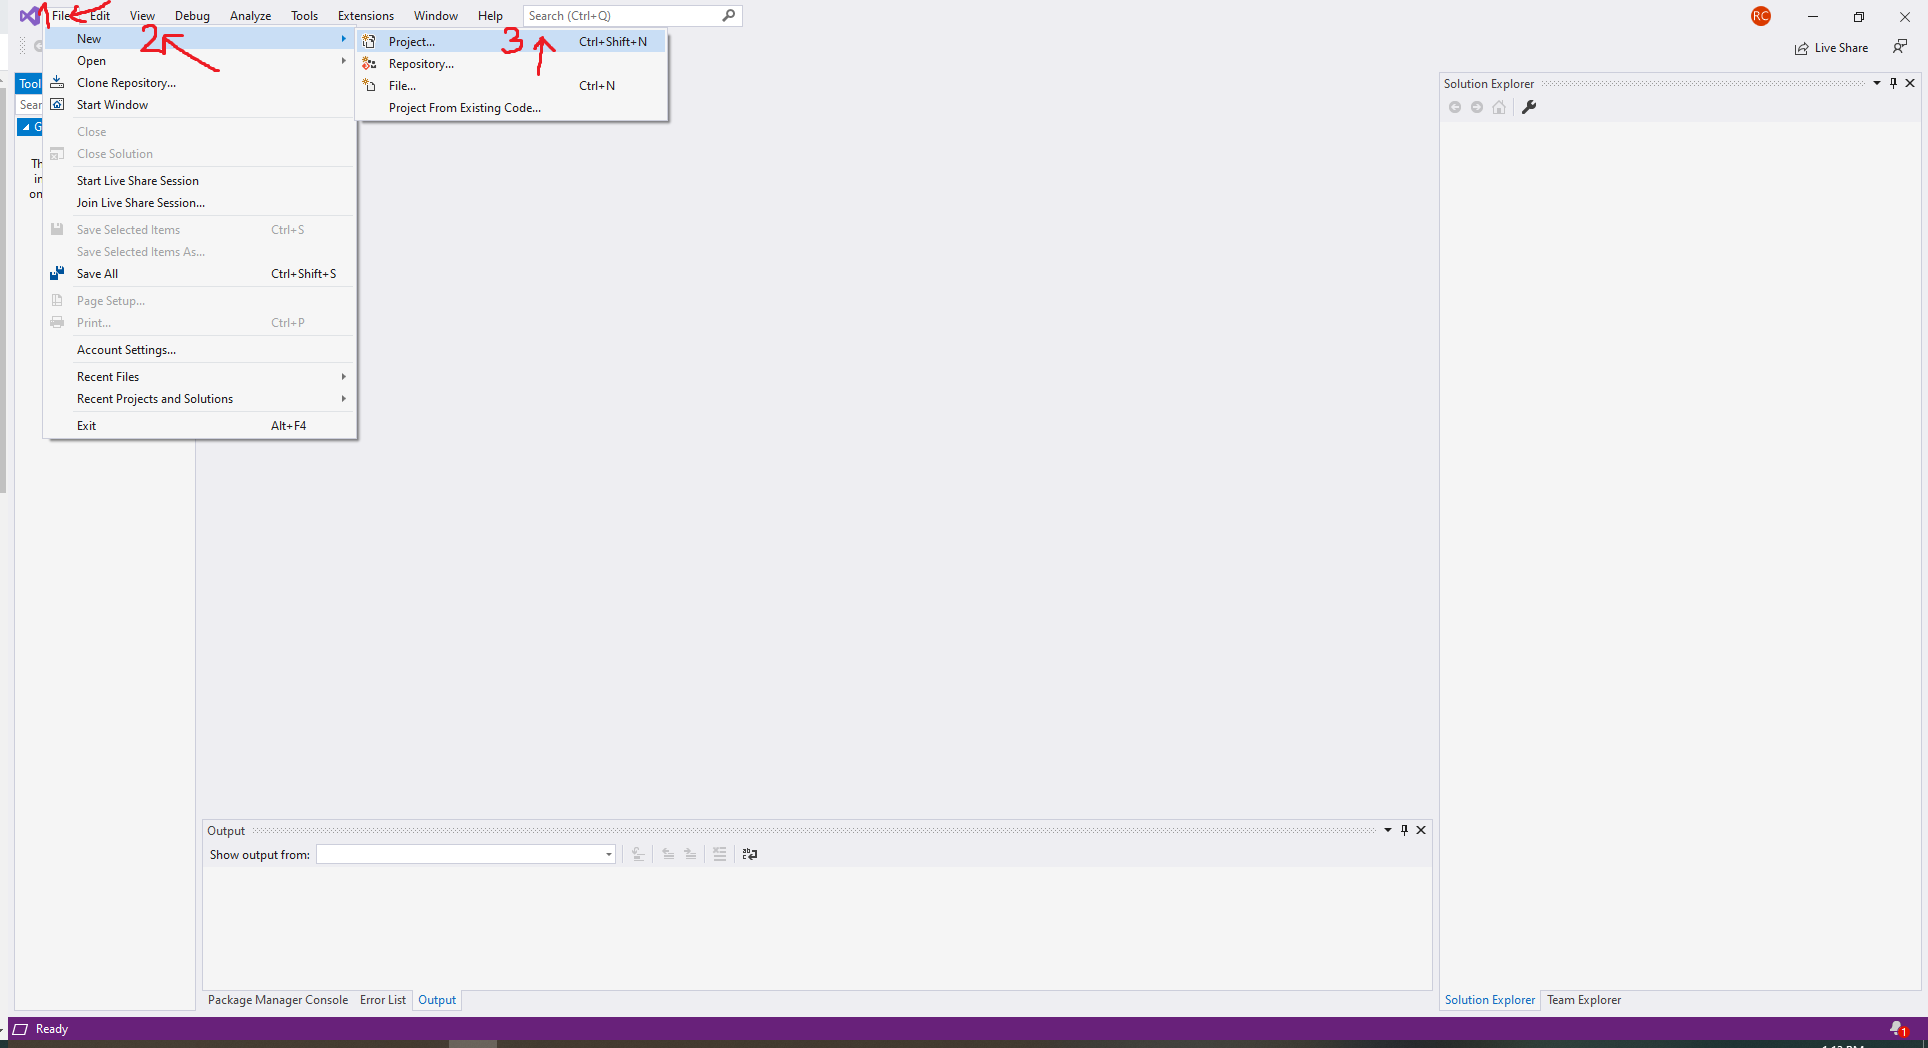 1 File Edit View Debug Analyze Tools Extensions Window Help Search (Ctrl+Q) RC
New 2
Project... 3 Ctrl+Shift+N
Live Share
Open
Repository...
Clone Repository...
File... Ctrl+N
Start Window
Project From Existing Code...
Tool
Sear
G
Th
in
on
Close
Close Solution
Start Live Share Session
Join Live Share Session...
Save Selected Items Ctrl+S
Save Selected Items As...
Save All Ctrl+Shift+S
Page Setup...
Print... Ctrl+P
Account Settings...
Recent Files
Recent Projects and Solutions
Exit Alt+F4
Solution Explorer
Output
Show output from:
Package Manager Console Error List Output
Solution Explorer Team Explorer
Ready 1